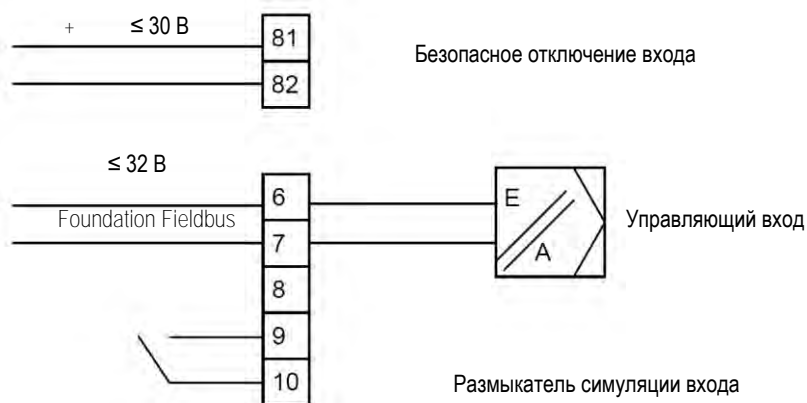 + ≤ 30 В
81
Безопасное отключение входа
82
≤ 32 В
6
E
Foundation Fieldbus
Управляющий вход
7
A
8
9
10
Размыкатель симуляции входа